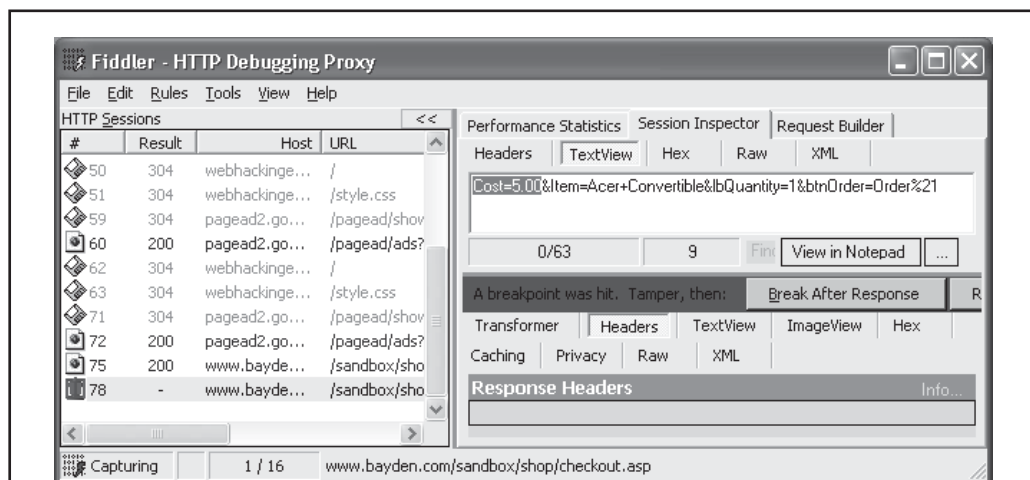 Fiddler - HTTP Debugging Proxy
File Edit Rules Tools View Help
HTTP Sessions <<
# Result Host URL
50 304 webhackinge... /
51 304 webhackinge... /style.css
59 304 pagead2.go... /pagead/show
60 200 pagead2.go... /pagead/ads?
62 304 webhackinge... /
63 304 webhackinge... /style.css
71 304 pagead2.go... /pagead/show
72 200 pagead2.go... /pagead/ads?
75 200 www.bayde... /sandbox/sho
78 - www.bayde... /sandbox/sho
Performance Statistics Session Inspector Request Builder
Headers TextView Hex Raw XML
Cost=5.00&Item=Acer+Convertible&lbQuantity=1&btnOrder=Order%21
0/63 9 Find View in Notepad ...
A breakpoint was hit. Tamper, then: Break After Response R
Transformer Headers TextView ImageView Hex
Caching Privacy Raw XML
Response Headers Info...
Capturing 1 / 16 www.bayden.com/sandbox/shop/checkout.asp